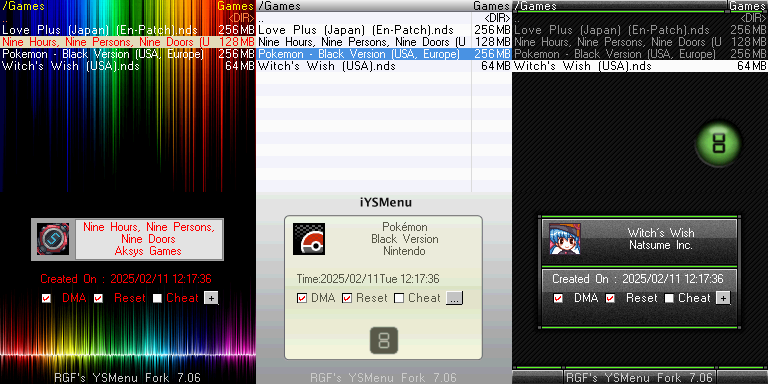 /Games Games
.. <DIR>
Love Plus (Japan) (En-Patch).nds 256MB
Nine Hours, Nine Persons, Nine Doors (U 128MB
Pokemon - Black Version (USA, Europe) 256MB
Witch's Wish (USA).nds 64MB
Nine Hours, Nine Persons,
Nine Doors
Aksys Games
Created On : 2025/02/11 12:17:36
DMA Reset Cheat +
RGF's YSMenu Fork 7.06
/Games Games
.. <DIR>
Love Plus (Japan) (En-Patch).nds 256MB
Nine Hours, Nine Persons, Nine Doors (U 128MB
Pokemon - Black Version (USA, Europe) 256MB
Witch's Wish (USA).nds 64MB
iYSMenu
Pokémon
Black Version
Nintendo
Time:2025/02/11Tue 12:17:36
DMA Reset Cheat ...
8
RGF's YSMenu Fork 7.06
/Games Games
.. <DIR>
Love Plus (Japan) (En-Patch).nds 256MB
Nine Hours, Nine Persons, Nine Doors (U 128MB
Pokemon - Black Version (USA, Europe) 256MB
Witch's Wish (USA).nds 64MB
8
Witch's Wish
Natsume Inc.
Created On : 2025/02/11 12:17:36
DMA Reset Cheat +
RGF's YSMenu Fork 7.06